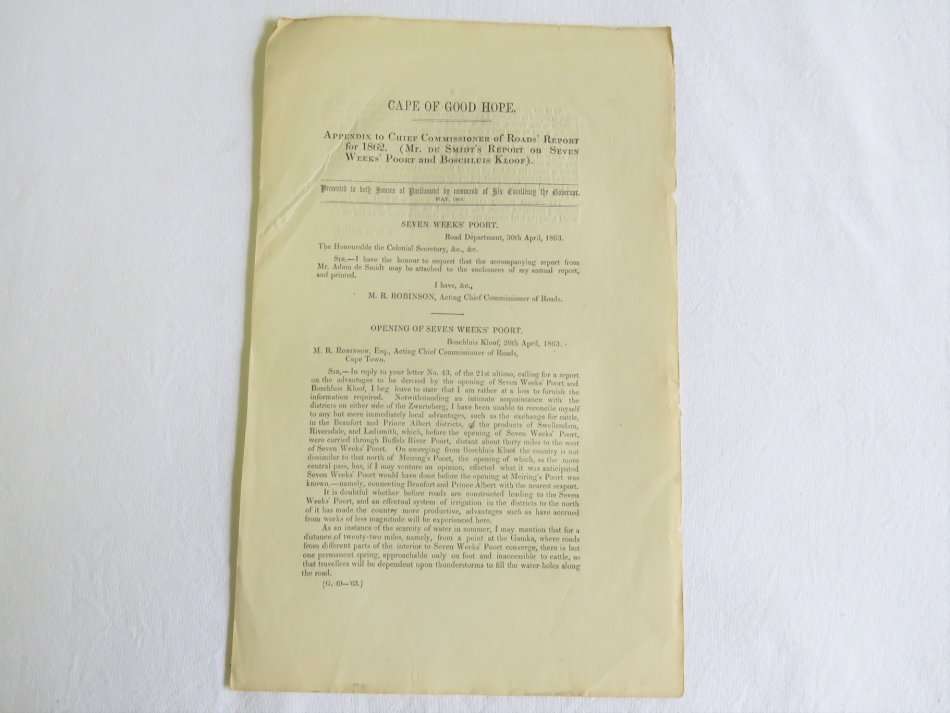 CAPE OF GOOD HOPE.
APPENDIX to CHIEF COMMISSIONER of ROADS' REPORT
for 1862. (MR. DE SMIDT'S REPORT on SEVEN
WEEKS' POORT and BOSCHLUIS KLOOF).
Presented to both Houses of Parliament by command of His Excellency the Governor.
MAY,
SEVEN WEEKS' POORT.
Road Department, 30th April, 1863.
The Honourable the Colonial Secretary, &c., &c.
SIR,—I have the honour to request that the accompanying report from
Mr. Adam de Smidt may be attached to the enclosures of my annual report,
and printed.
I have, &c.,
M. R. ROBINSON, Acting Chief Commissioner of Roads.
OPENING OF SEVEN WEEKS' POORT.
Boschluis Kloof, 20th April, 1863.
M. R. ROBINSON, Esq., Acting Chief Commissioner of Roads,
Cape Town.
SIR,—In reply to your letter No. 43, of the 21st ultimo, calling for a report
on the advantages to be derived by the opening of Seven Weeks' Poort and
Boschluis Kloof, I beg leave to state that I am rather at a loss to furnish the
information required. Notwithstanding an intimate acquaintance with the
districts on either side of the Zwarteberg, I have been unable to reconcile myself
to any but mere immediately local advantages, such as the exchange for cattle,
in the Beaufort and Prince Albert districts, of the products of Swellendam,
Riversdale, and Ladismith, which, before the opening of Seven Weeks' Poort,
were carried through Buffels River Poort, distant about thirty miles to the west
of Seven Weeks' Poort. On emerging from Boschluis Kloof the country is not
dissimilar to that north of Meiring's Poort, the opening of which, as the more
central pass, has, if I may venture an opinion, effected what it was anticipated
Seven Weeks' Poort would have done before the opening at Meiring's Poort was
known,—namely, connecting Beaufort and Prince Albert with the nearest seaport.
It is doubtful whether before roads are constructed leading to the Seven
Weeks' Poort, and an effectual system of irrigation in the districts to the north
of it has made the country more productive, advantages such as have accrued
from works of less magnitude will be experienced here.
As an instance of the scarcity of water in summer, I may mention that for a
distance of twenty-two miles, namely, from a point at the Gamka, where roads
from different parts of the interior to Seven Weeks' Poort converge, there is but
one permanent spring, approachable only on foot and inaccessible to cattle, so
that travellers will be dependent upon thunderstorms to fill the water-holes along
the road.
[G. 49—'63.]